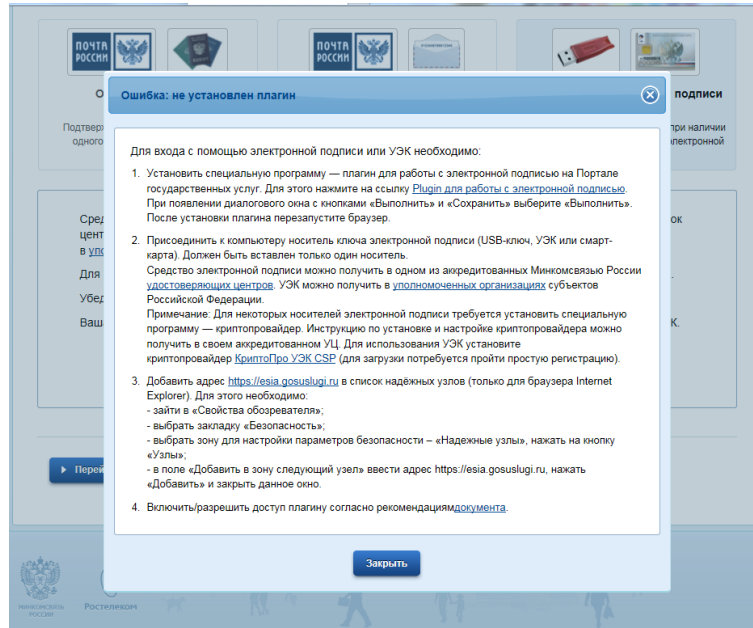 ПОЧТА
РОССИИ
ПОЧТА
РОССИИ
О
подписи
Ошибка: не установлен плагин
Подтверж
одного
при наличии
электронной
Для входа с помощью электронной подписи или УЭК необходимо:
1. Установить специальную программу — плагин для работы с электронной подписью на Портале
государственных услуг. Для этого нажмите на ссылку Plugin для работы с электронной подписью.
При появлении диалогового окна с кнопками «Выполнить» и «Сохранить» выберите «Выполнить».
После установки плагина перезапустите браузер.
2. Присоединить к компьютеру носитель ключа электронной подписи (USB-ключ, УЭК или смарт-
карта). Должен быть вставлен только один носитель.
Средство электронной подписи можно получить в одном из аккредитованных Минкомсвязью России
удостоверяющих центров. УЭК можно получить в уполномоченных организациях субъектов
Российской Федерации.
Примечание: Для некоторых носителей электронной подписи требуется установить специальную
программу — криптопровайдер. Инструкцию по установке и настройке криптопровайдера можно
получить в своем аккредитованном УЦ. Для использования УЭК установите
криптопровайдер КриптоПро УЭК CSP (для загрузки потребуется пройти простую регистрацию).
3. Добавить адрес https://esia.gosuslugi.ru в список надёжных узлов (только для браузера Internet
Explorer). Для этого необходимо:
- зайти в «Свойства обозревателя»;
- выбрать закладку «Безопасность»;
- выбрать зону для настройки параметров безопасности – «Надежные узлы», нажать на кнопку
«Узлы»;
- в поле «Добавить в зону следующий узел» ввести адрес https://esia.gosuslugi.ru, нажать
«Добавить» и закрыть данное окно.
4. Включить/разрешить доступ плагину согласно рекомендациямдокумента.
Сред
цент
в упо
Для
Убед
Ваш
ок
К.
Перей
Закрыть
МИНКОМСВЯЗЬ
РОССИИ
Ростелеком